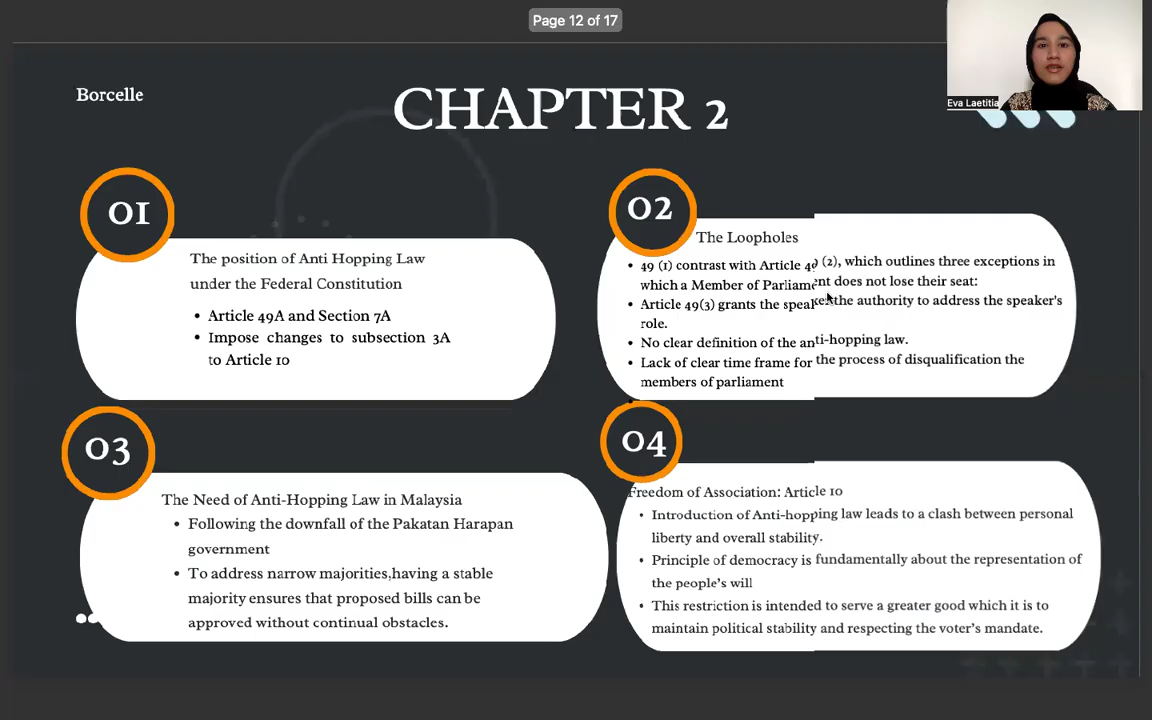 Page 12 of 17
Eva Laetitia
Borcelle
CHAPTER 2
01
The position of Anti Hopping Law
under the Federal Constitution
• Article 49A and Section 7A
• Impose changes to subsection 3A
to Article 10
02
The Loopholes
• 49 (1) contrast with Article 49 (2), which outlines three exceptions in
which a Member of Parliament does not lose their seat:
• Article 49(3) grants the speaker the authority to address the speaker's
role.
• No clear definition of the anti-hopping law.
• Lack of clear time frame for the process of disqualification the
members of parliament
03
The Need of Anti-Hopping Law in Malaysia
• Following the downfall of the Pakatan Harapan
government
• To address narrow majorities,having a stable
majority ensures that proposed bills can be
approved without continual obstacles.
04
Freedom of Association: Article 10
• Introduction of Anti-hopping law leads to a clash between personal
liberty and overall stability.
• Principle of democracy is fundamentally about the representation of
the people's will
• This restriction is intended to serve a greater good which it is to
maintain political stability and respecting the voter's mandate.